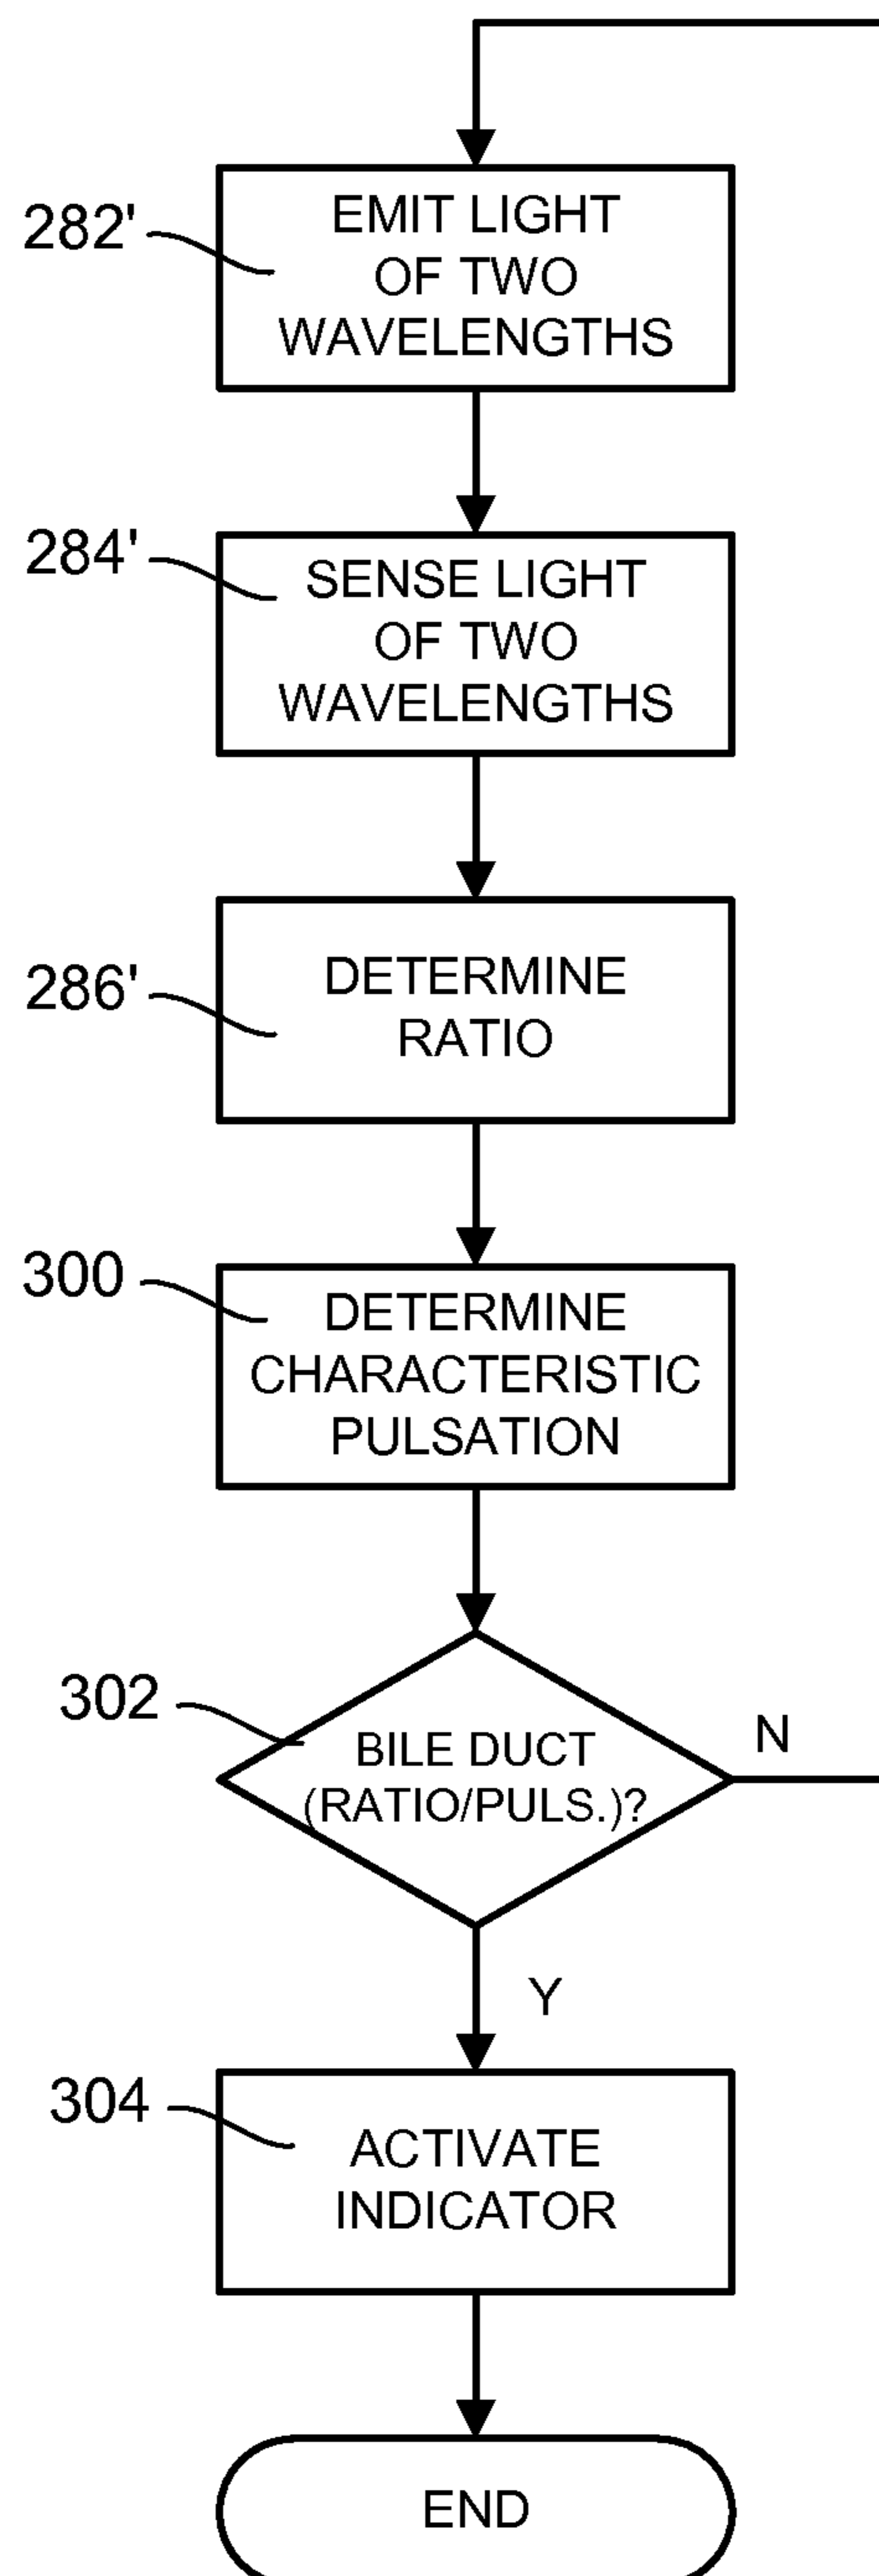 282'
EMIT LIGHT
OF TWO
WAVELENGTHS
284'
SENSE LIGHT
OF TWO
WAVELENGTHS
286'
DETERMINE
RATIO
300
DETERMINE
CHARACTERISTIC
PULSATION
302
BILE DUCT
(RATIO/PULS.)?
N
Y
304
ACTIVATE
INDICATOR
END